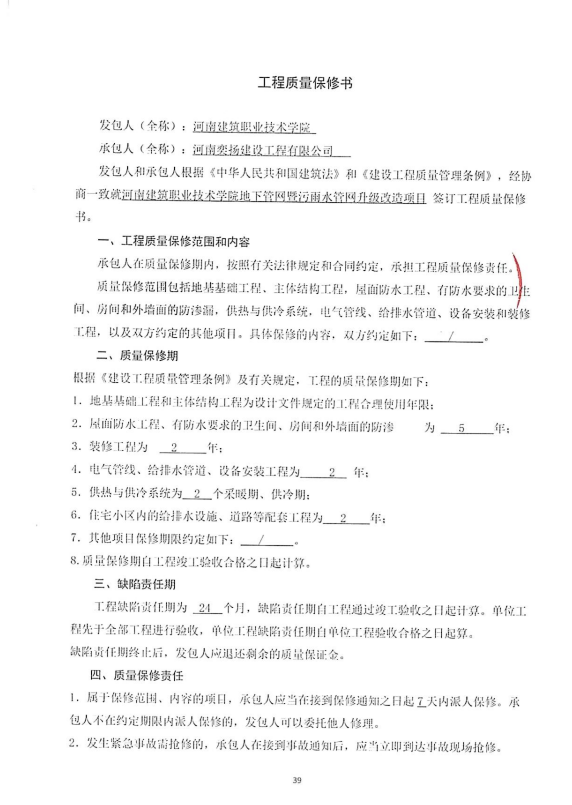 工程质量保修书
发包人（全称）：河南建筑职业技术学院
承包人（全称）：河南奕扬建设工程有限公司
发包人和承包人根据《中华人民共和国建筑法》和《建设工程质量管理条例》，经协
商一致就河南建筑职业技术学院地下管网暨污雨水管网升级改造项目 签订工程质量保修
书。
一、工程质量保修范围和内容
承包人在质量保修期内，按照有关法律规定和合同约定，承担工程质量保修责任。
质量保修范围包括地基基础工程、主体结构工程，屋面防水工程、有防水要求的卫生
间、房间和外墙面的防渗漏，供热与供冷系统，电气管线、给排水管道、设备安装和装修
工程，以及双方约定的其他项目。具体保修的内容，双方约定如下：/。
二、质量保修期
根据《建设工程质量管理条例》及有关规定，工程的质量保修期如下：
1．地基基础工程和主体结构工程为设计文件规定的工程合理使用年限；
2．屋面防水工程、有防水要求的卫生间、房间和外墙面的防渗 为 5 年；
3．装修工程为 2 年；
4．电气管线、给排水管道、设备安装工程为 2 年；
5．供热与供冷系统为 2 个采暖期、供冷期；
6．住宅小区内的给排水设施、道路等配套工程为 2 年；
7．其他项目保修期限约定如下： / 。
8.质量保修期自工程竣工验收合格之日起计算。
三、缺陷责任期
工程缺陷责任期为 24 个月，缺陷责任期自工程通过竣工验收之日起计算。单位工
程先于全部工程进行验收，单位工程缺陷责任期自单位工程验收合格之日起算。
缺陷责任期终止后，发包人应退还剩余的质量保证金。
四、质量保修责任
1．属于保修范围、内容的项目，承包人应当在接到保修通知之日起 7 天内派人保修。承
包人不在约定期限内派人保修的，发包人可以委托他人修理。
2．发生紧急事故需抢修的，承包人在接到事故通知后，应当立即到达事故现场抢修。
39